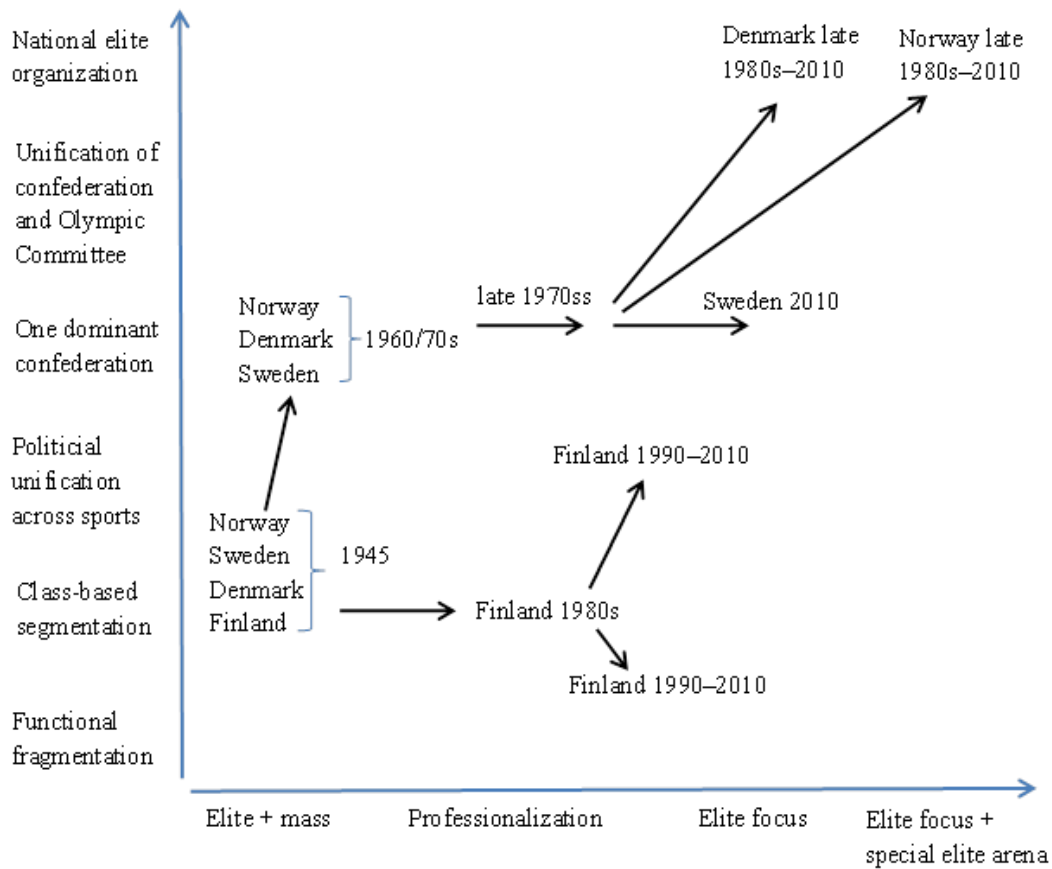 National elite
organization
Denmark late
1980s–2010
Norway late
1980s–2010
Unification of
confederation
and Olympic
Committee
One dominant
confederation
Norway
Denmark
Sweden
1960/70s
late 1970ss
Sweden 2010
Politicial
unification
across sports
Finland 1990–2010
Norway
Sweden
Denmark
Finland
1945
Class-based
segmentation
Finland 1980s
Finland 1990–2010
Functional
fragmentation
Elite + mass
Professionalization
Elite focus
Elite focus +
special elite arena